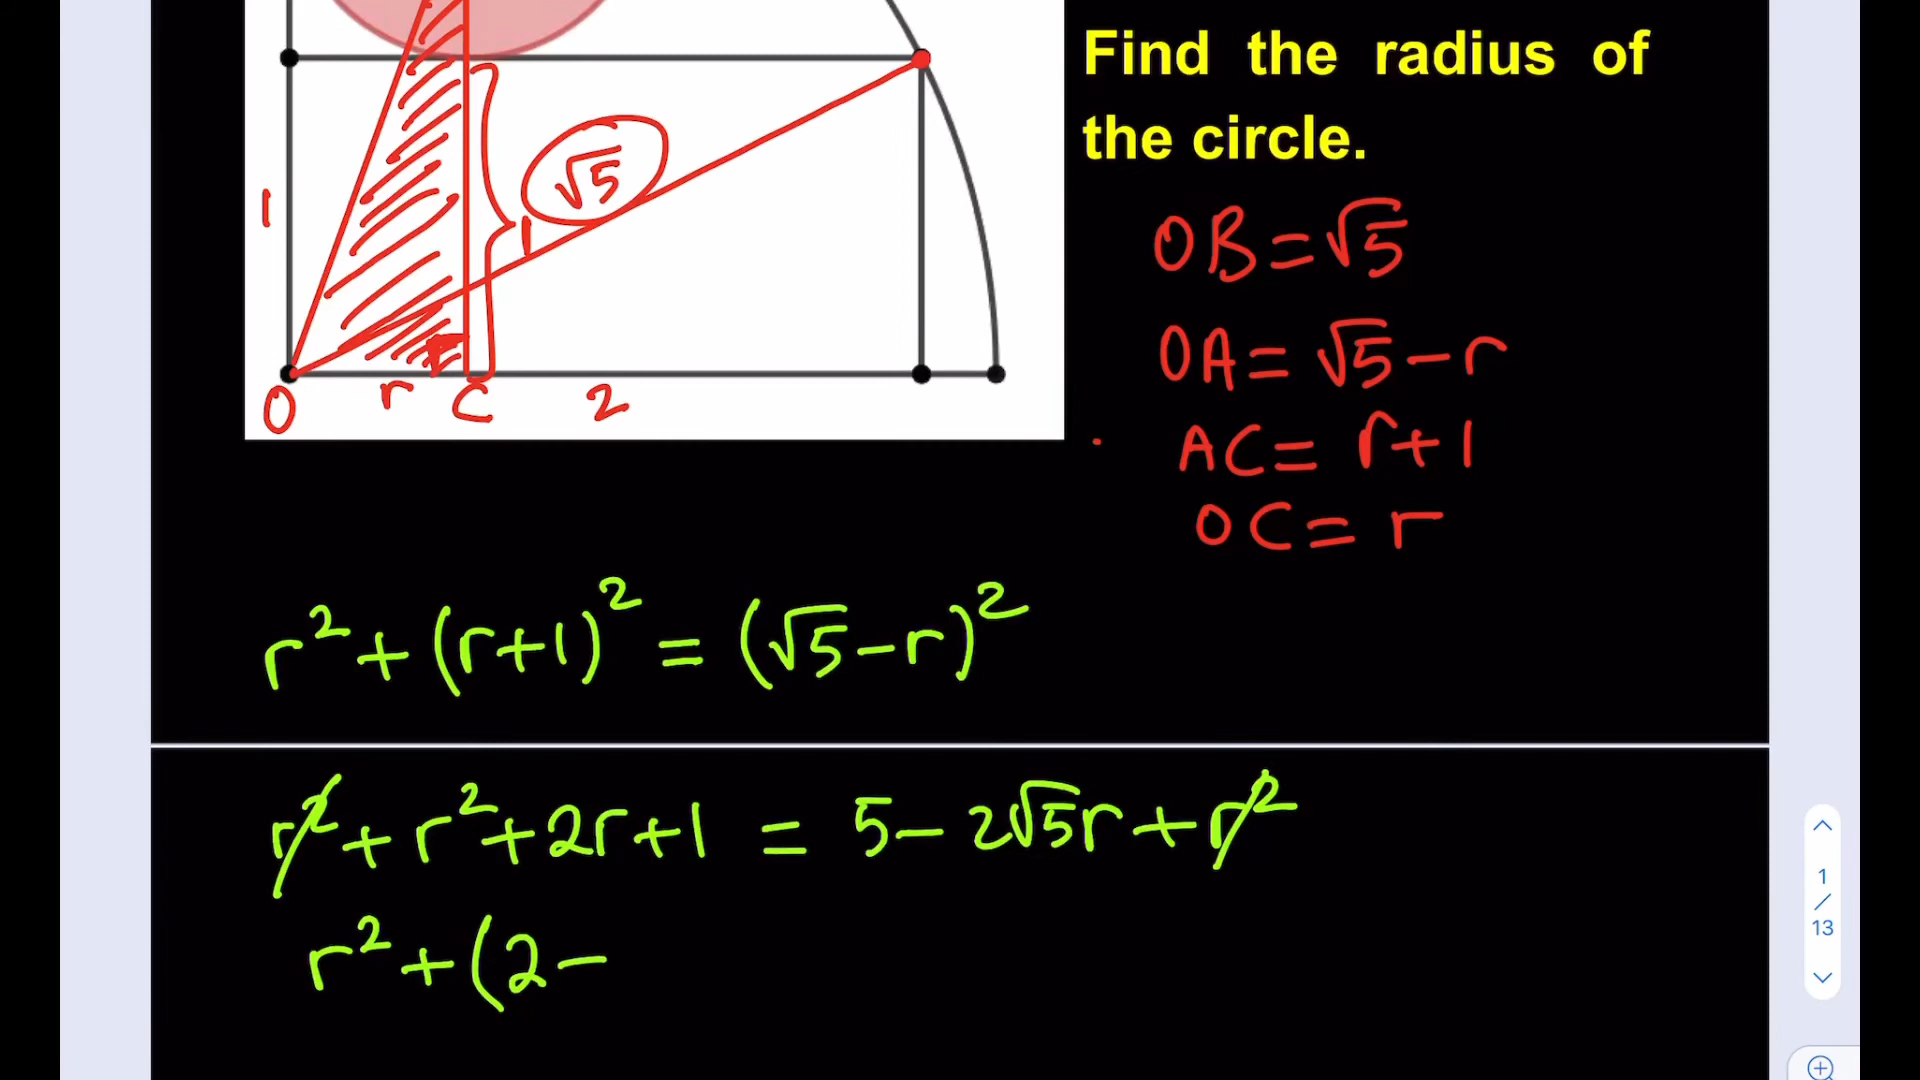 Find the radius of
the circle.
√5
1
1
O r C 2
OB = √5
OA = √5 - r
AC = r + 1
OC = r
r² + (r+1)² = (√5 - r)²
r² + r² + 2r + 1 = 5 - 2√5r + r²
r² + (2 -
1
/
13